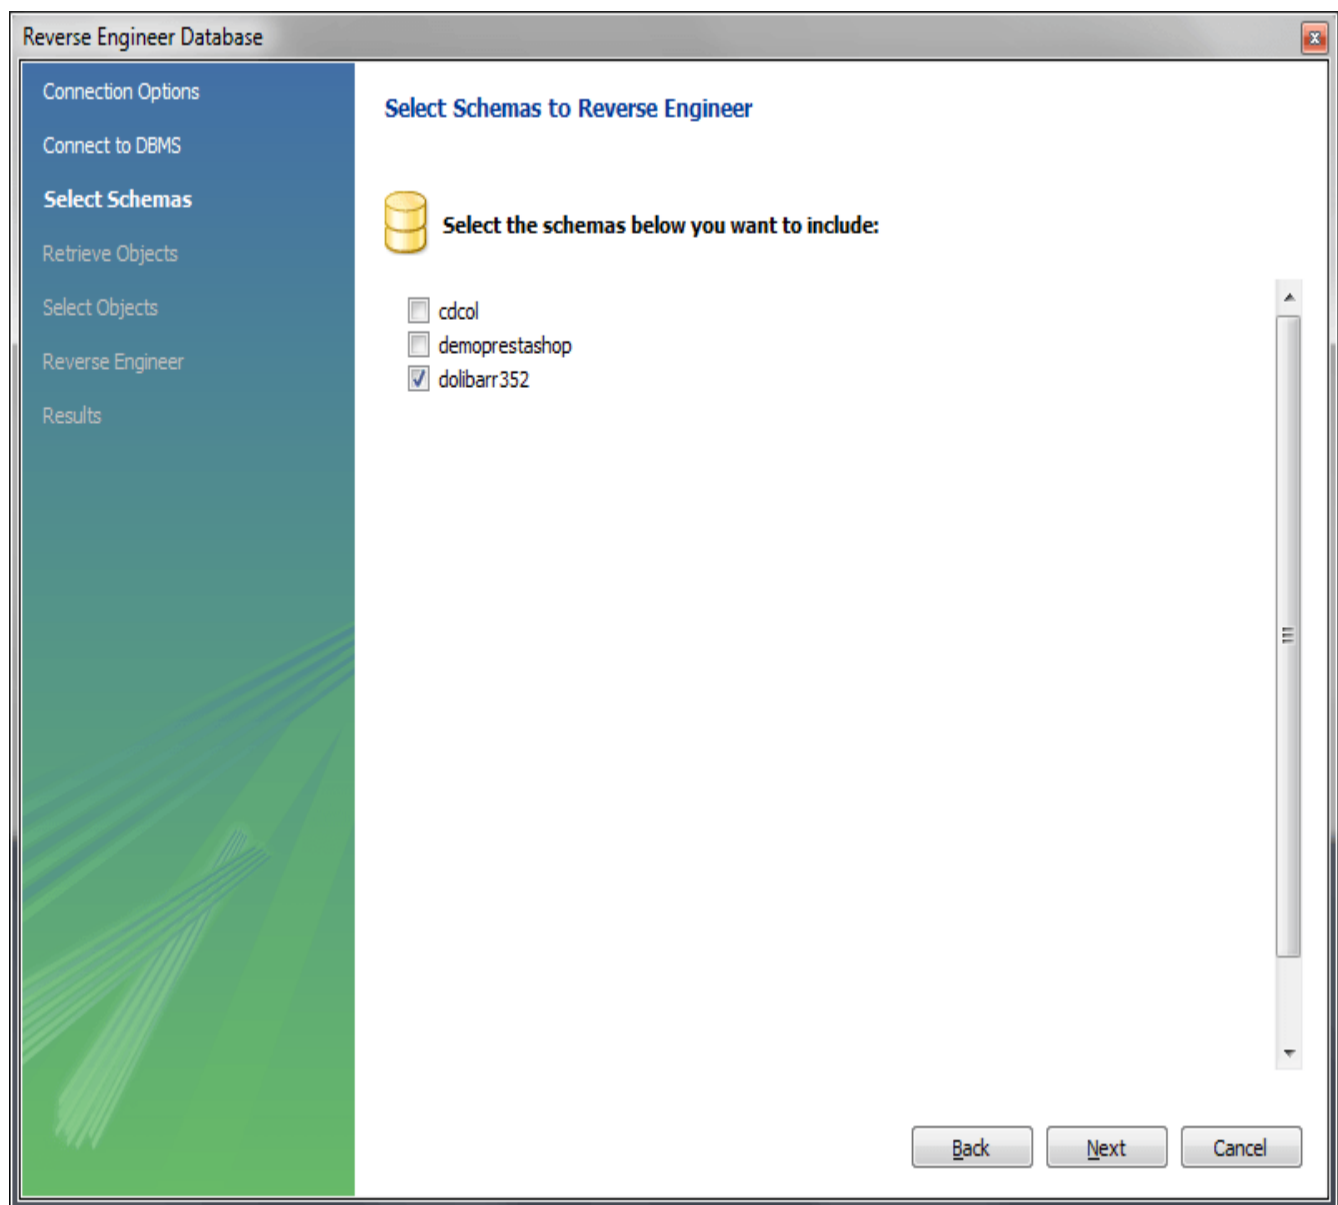 Reverse Engineer Database
Connection Options
Connect to DBMS
Select Schemas
Retrieve Objects
Select Objects
Reverse Engineer
Results
Select Schemas to Reverse Engineer
Select the schemas below you want to include:
cdcol
demoprestashop
dolibarr352
Back Next Cancel